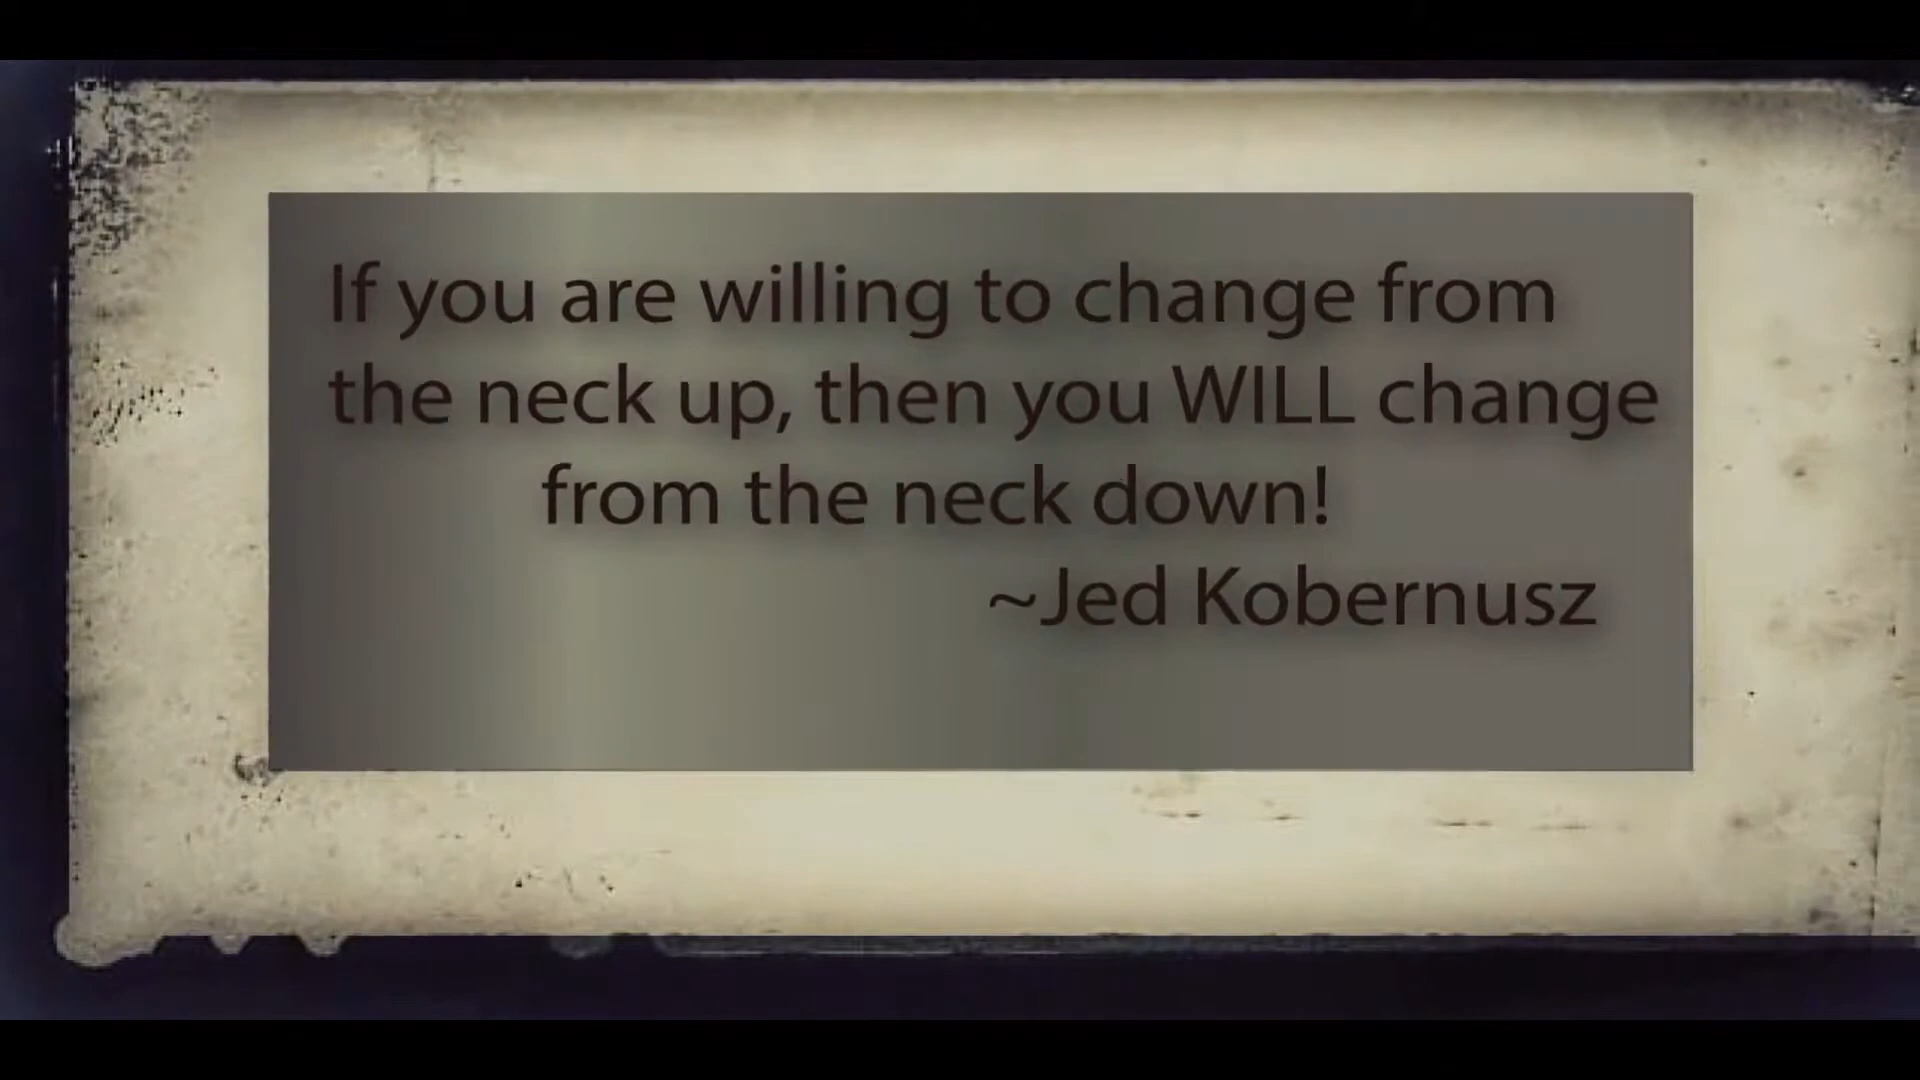 If you are willing to change from
the neck up, then you WILL change
from the neck down!
~Jed Kobernusz